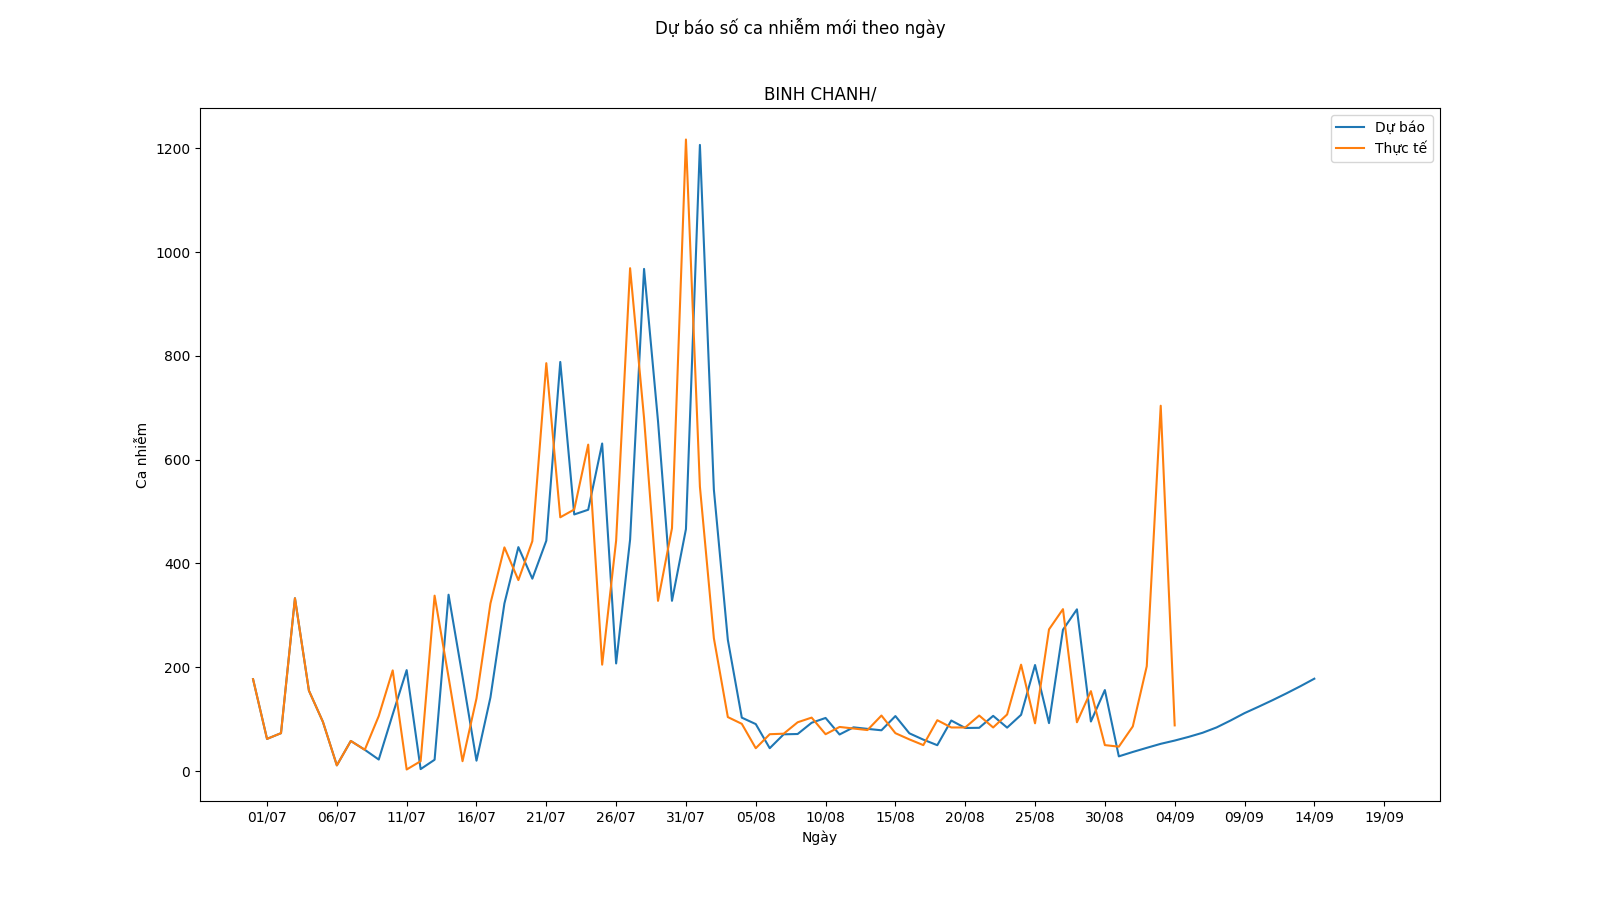 Dự báo số ca nhiễm mới theo ngày
BINH CHANH/
Dự báo
Thực tế
1200
1000
800
600
400
200
0
Ca nhiễm
01/07 06/07 11/07 16/07 21/07 26/07 31/07 05/08 10/08 15/08 20/08 25/08 30/08 04/09 09/09 14/09 19/09
Ngày